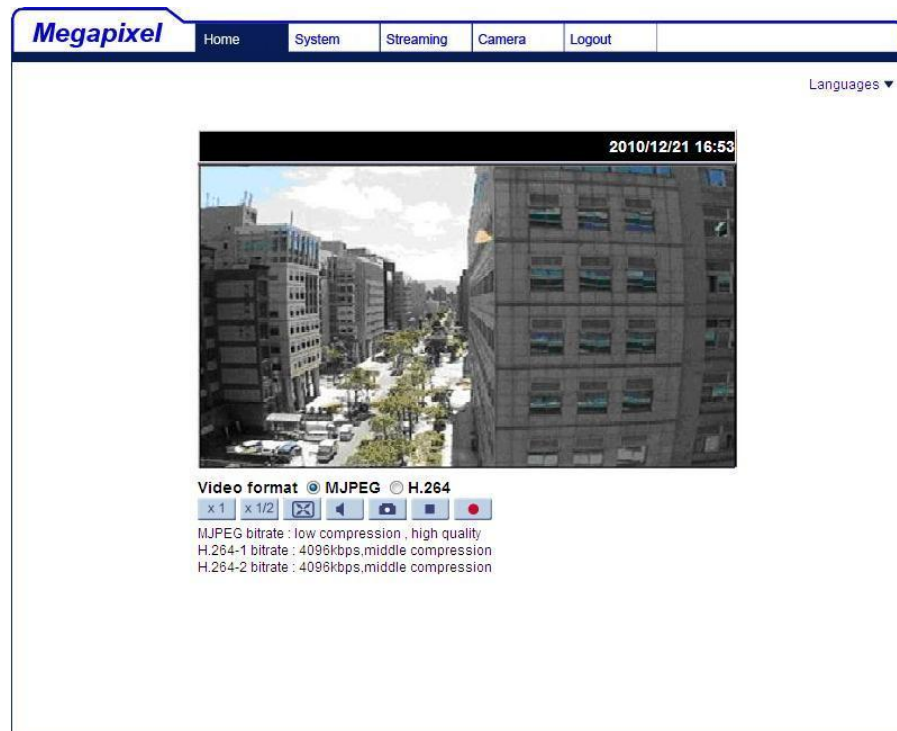 Megapixel
Home System Streaming Camera Logout
Languages ▼
2010/12/21 16:53
Video format MJPEG H.264
x 1 x 1/2
MJPEG bitrate : low compression , high quality
H.264-1 bitrate : 4096kbps,middle compression
H.264-2 bitrate : 4096kbps,middle compression